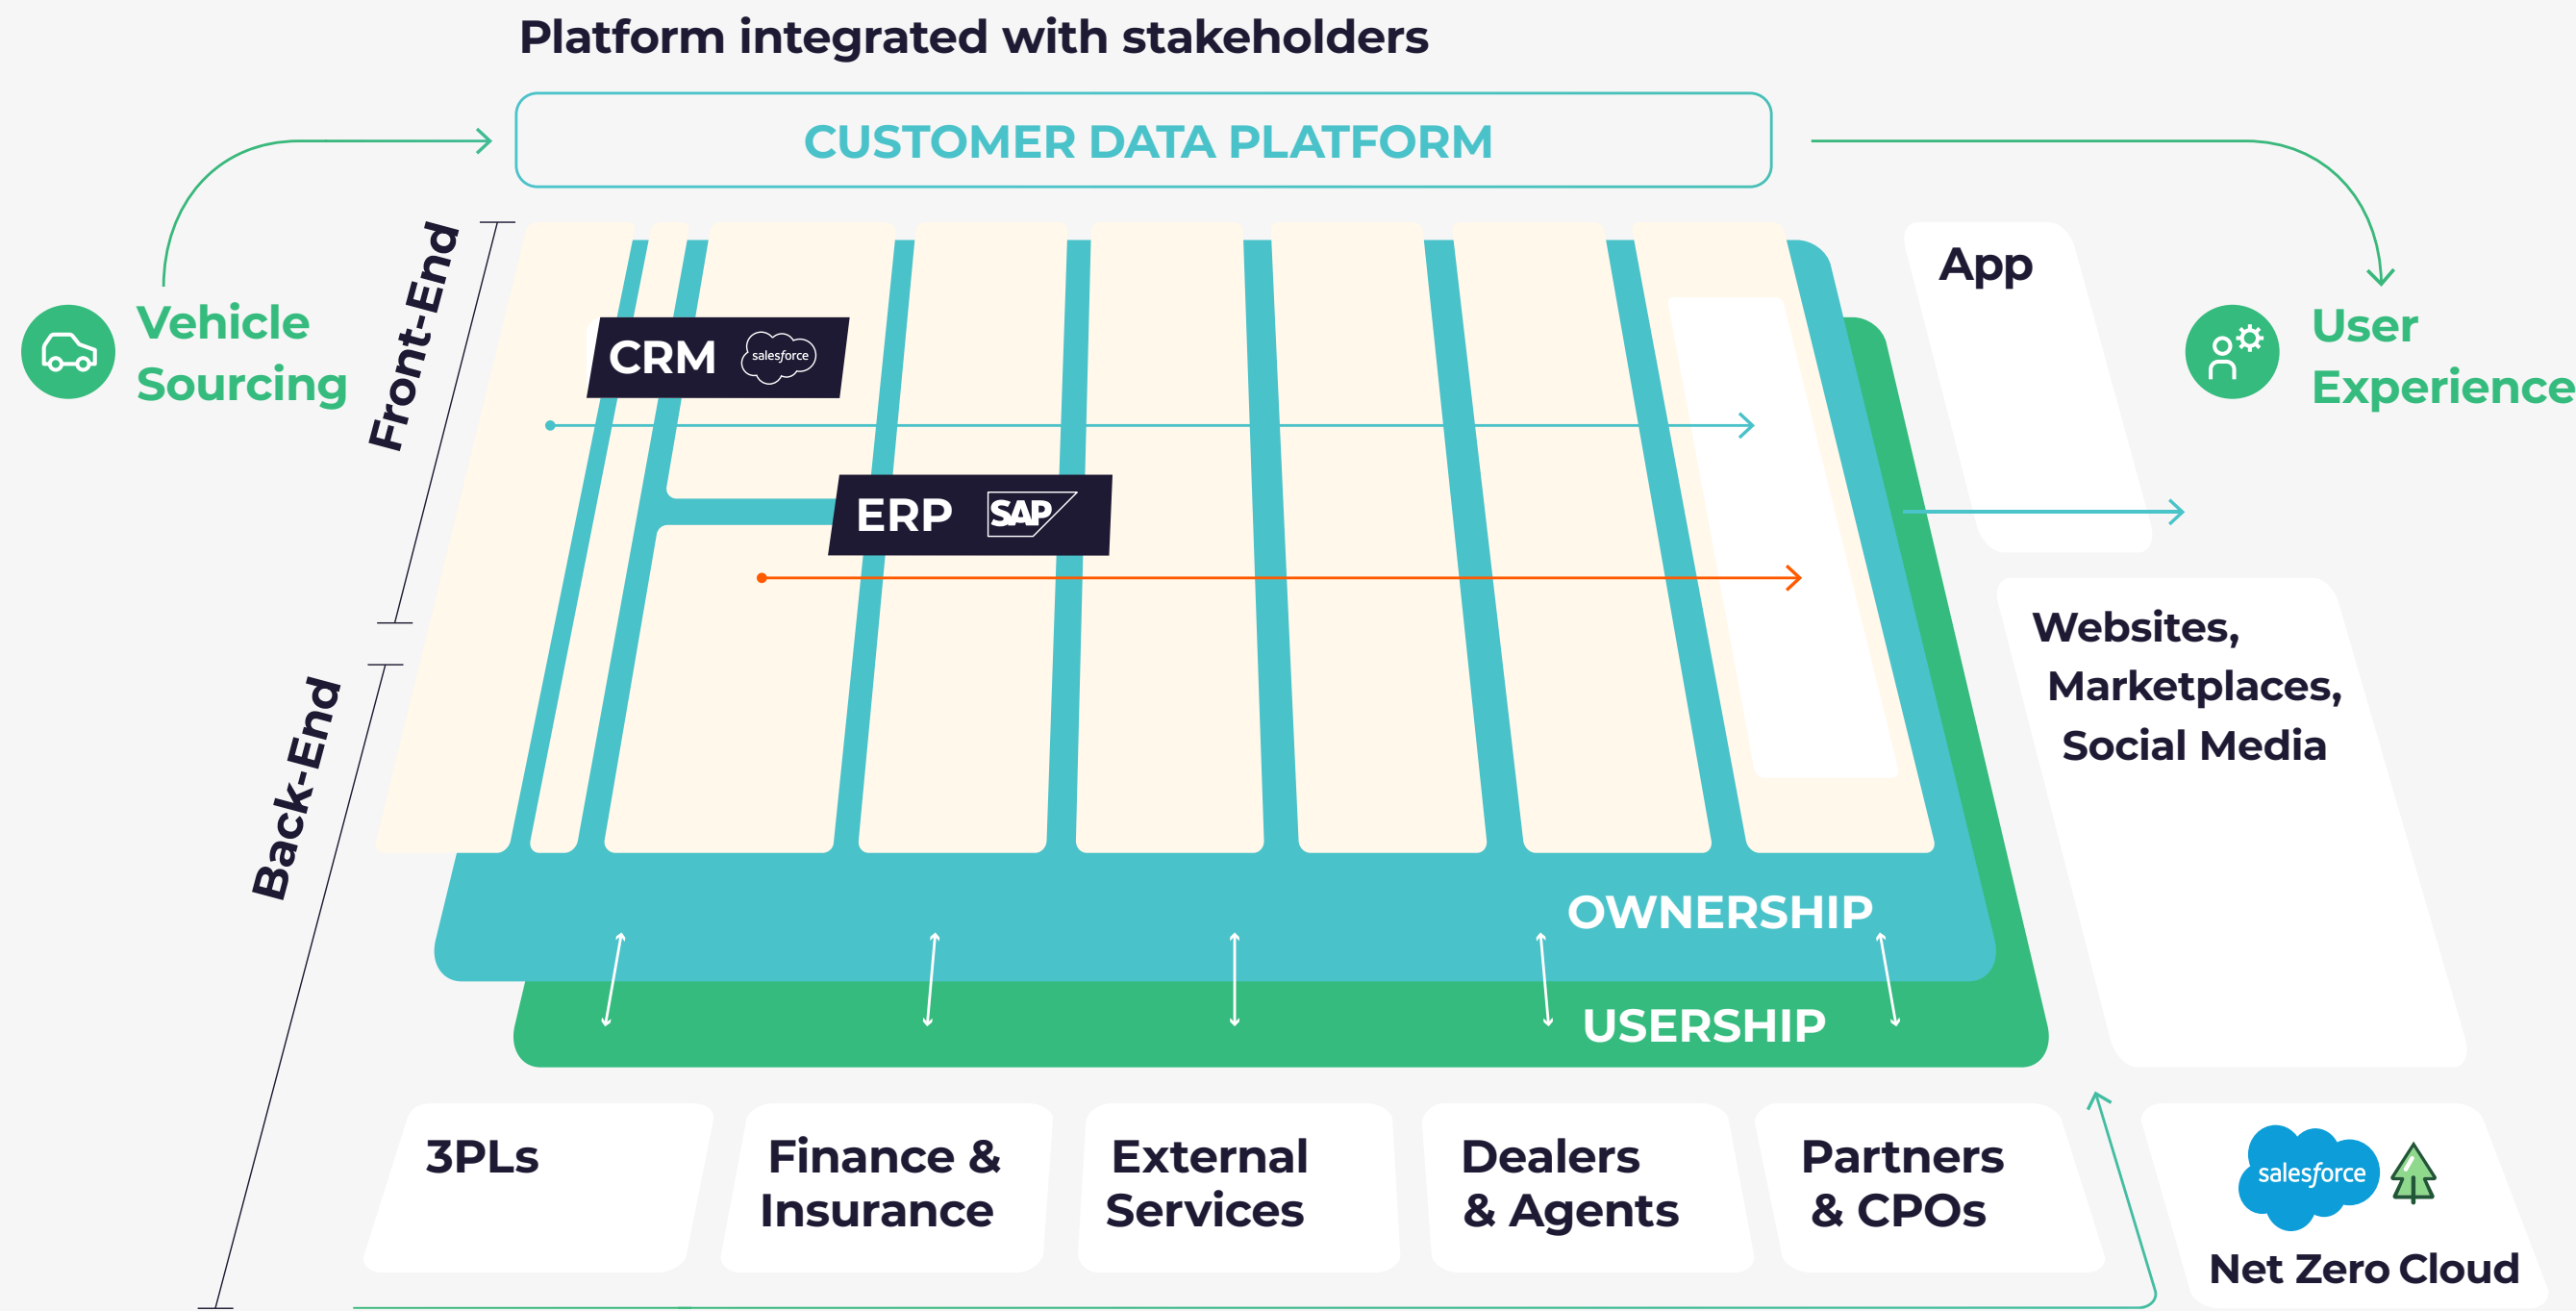 Platform integrated with stakeholders
CUSTOMER DATA PLATFORM
Vehicle
Sourcing
Front-End
Back-End
CRM
salesforce
ERP
SAP
App
User
Experience
Websites,
Marketplaces,
Social Media
OWNERSHIP
USERSHIP
3PLs
Finance &
Insurance
External
Services
Dealers
& Agents
Partners
& CPOs
salesforce
Net Zero Cloud